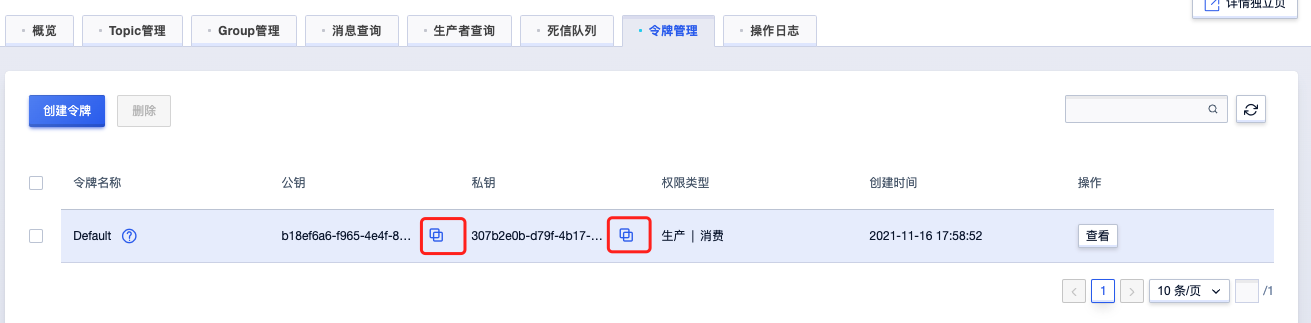 详情独立页
概览 Topic管理 Group管理 消息查询 生产者查询 死信队列 令牌管理 操作日志
创建令牌 删除
令牌名称 公钥 私钥 权限类型 创建时间 操作
Default b18ef6a6-f965-4e4f-8... 307b2e0b-d79f-4b17-... 生产 | 消费 2021-11-16 17:58:52 查看
1 10 条/页 /1